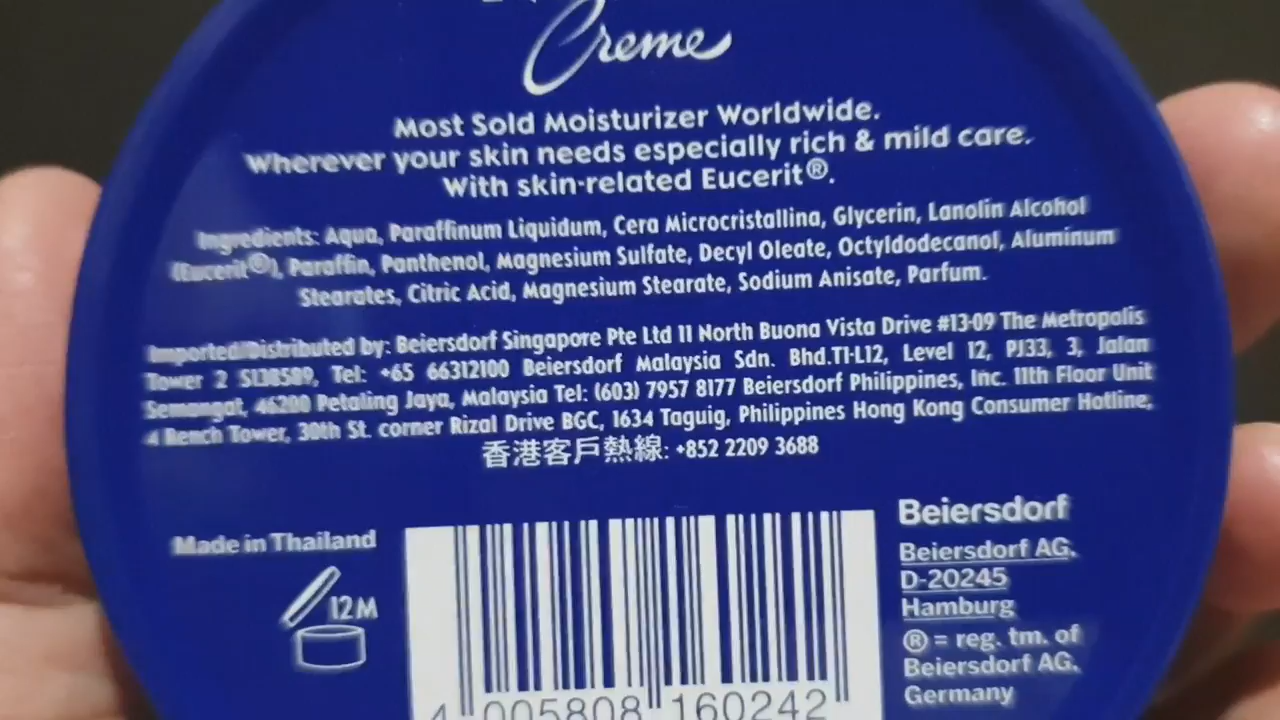 Creme
Most Sold Moisturizer Worldwide.
Wherever your skin needs especially rich & mild care.
With skin-related Eucerit®.
Ingredients: Aqua, Paraffinum Liquidum, Cera Microcristallina, Glycerin, Lanolin Alcohol
(Eucerit®), Paraffin, Panthenol, Magnesium Sulfate, Decyl Oleate, Octyldodecanol, Aluminum
Stearates, Citric Acid, Magnesium Stearate, Sodium Anisate, Parfum.
Imported/Distributed by: Beiersdorf Singapore Pte Ltd 11 North Buona Vista Drive #13-09 The Metropolis
Tower 2 S138589, Tel: +65 66312100 Beiersdorf Malaysia Sdn. Bhd.T1-L12, Level 12, PJ33, 3, Jalan
Semangat, 46200 Petaling Jaya, Malaysia Tel: (603) 7957 8177 Beiersdorf Philippines, Inc. 11th Floor Unit
4 Bench Tower, 30th St. corner Rizal Drive BGC, 1634 Taguig, Philippines Hong Kong Consumer Hotline,
香港客戶熱線: +852 2209 3688
Made in Thailand
12M
4 005808 160242
Beiersdorf
Beiersdorf AG.
D-20245
Hamburg
® = reg. tm. of
Beiersdorf AG.
Germany